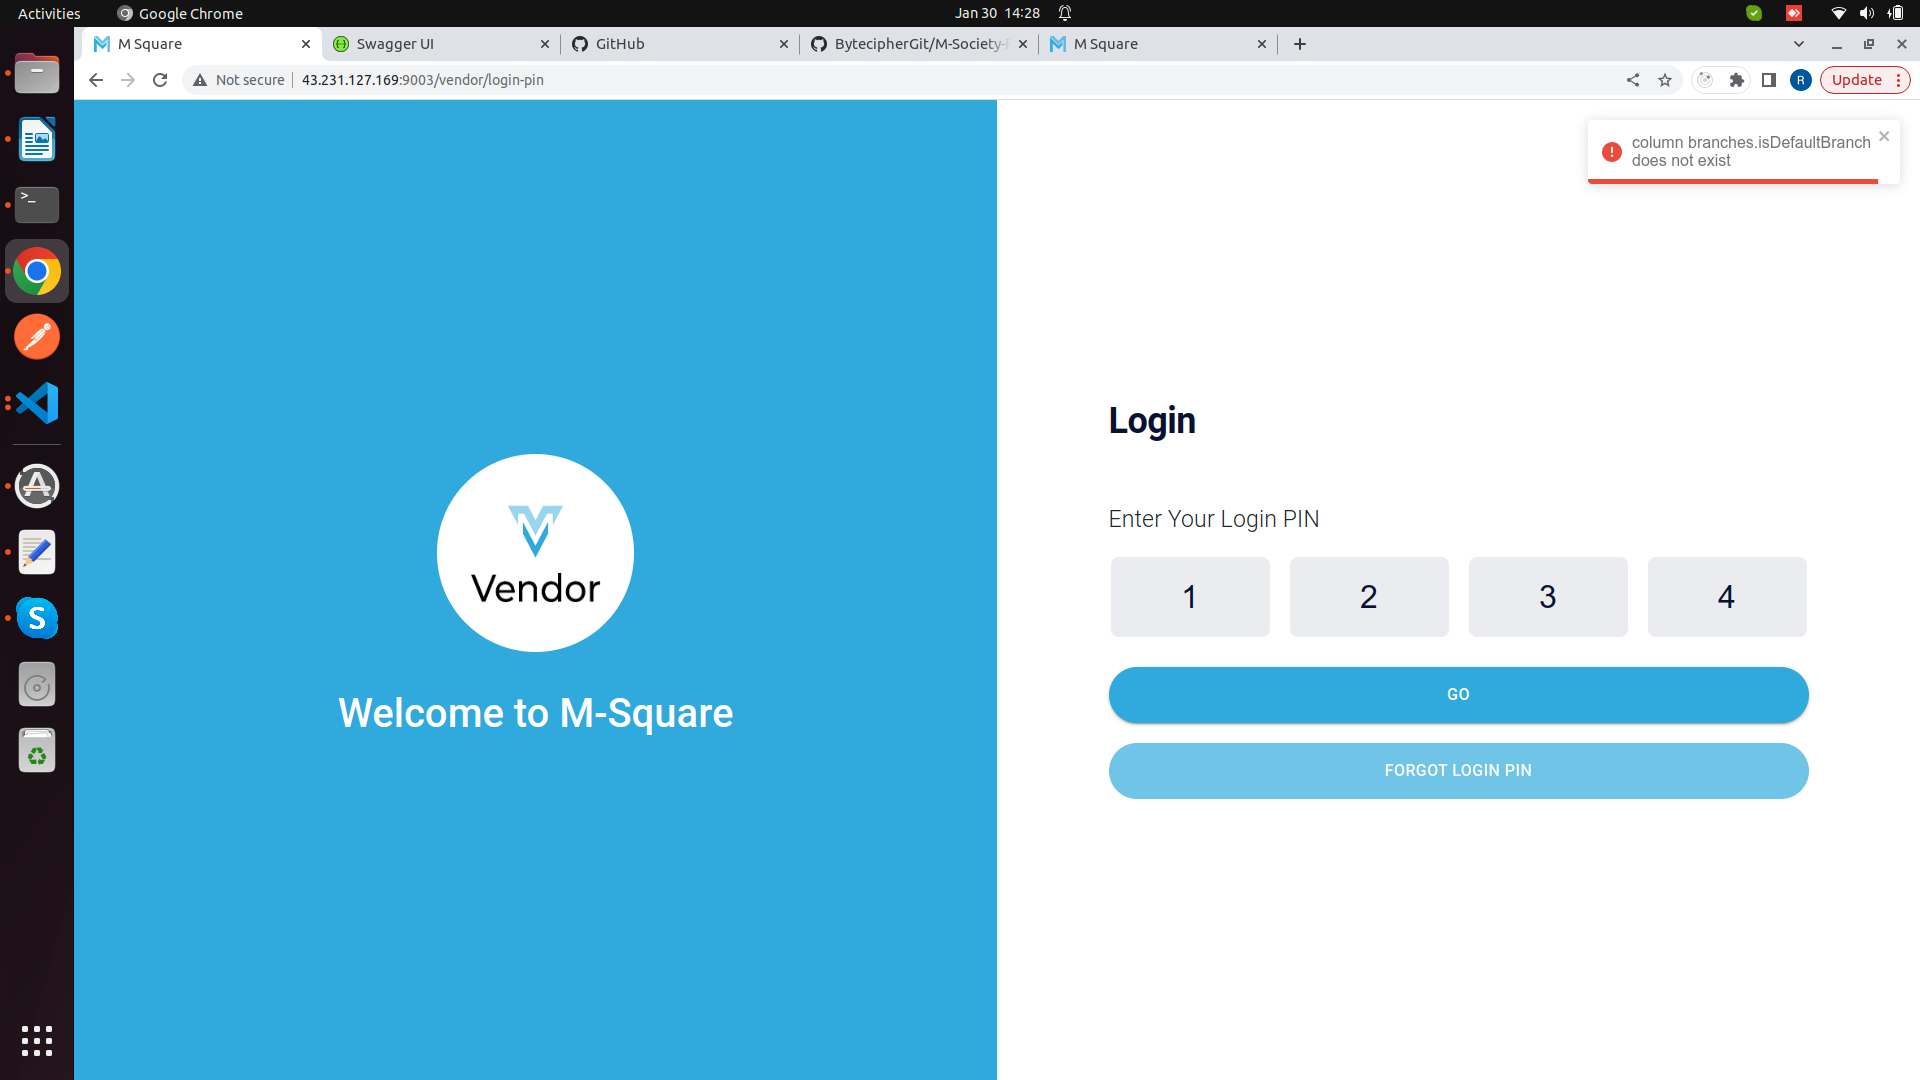 Activities
Google Chrome
Jan 30 14:28
M Square
Swagger UI
GitHub
BytecipherGit/M-Society-
M Square
Not secure
43.231.127.169:9003/vendor/login-pin
R
Update
column branches.isDefaultBranch
does not exist
Login
Enter Your Login PIN
1 2 3 4
GO
FORGOT LOGIN PIN
Vendor
Welcome to M-Square